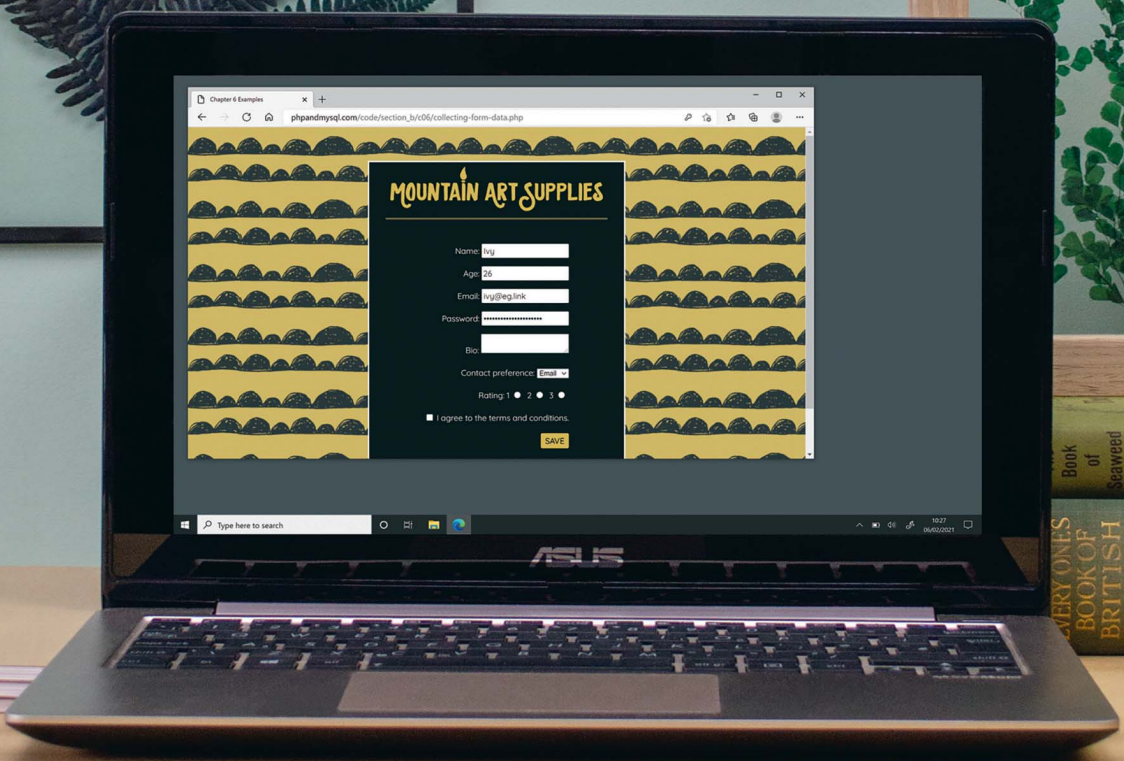 Chapter 6 Examples
phpandmysql.com/code/section_b/c06/collecting-form-data.php
MOUNTAIN ART SUPPLIES
Name: Ivy
Age: 26
Email: ivy@eg.link
Password: •••••••••••••••••••••
Bio:
Contact preference: Email
Rating: 1 2 3
I agree to the terms and conditions.
SAVE
Type here to search
10:27
06/02/2021
ASUS
Book
of
Seaweed
EVERYONE'S
BOOK OF
BRITISH